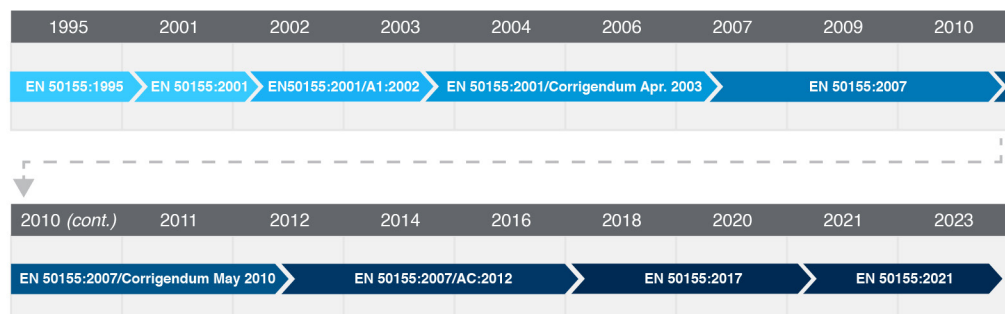 1995 2001 2002 2003 2004 2006 2007 2009 2010
EN 50155:1995 EN 50155:2001 EN50155:2001/A1:2002 EN 50155:2001/Corrigendum Apr. 2003 EN 50155:2007
2010 (cont.) 2011 2012 2014 2016 2018 2020 2021 2023
EN 50155:2007/Corrigendum May 2010 EN 50155:2007/AC:2012 EN 50155:2017 EN 50155:2021